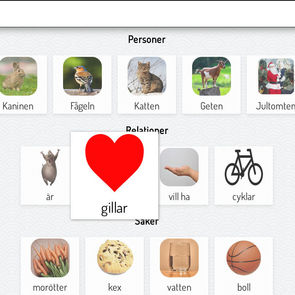 Personer
Kaninen Fågeln Katten Geten Jultomten
Relationer
är gillar vill ha cyklar
Saker
morötter kex vatten boll